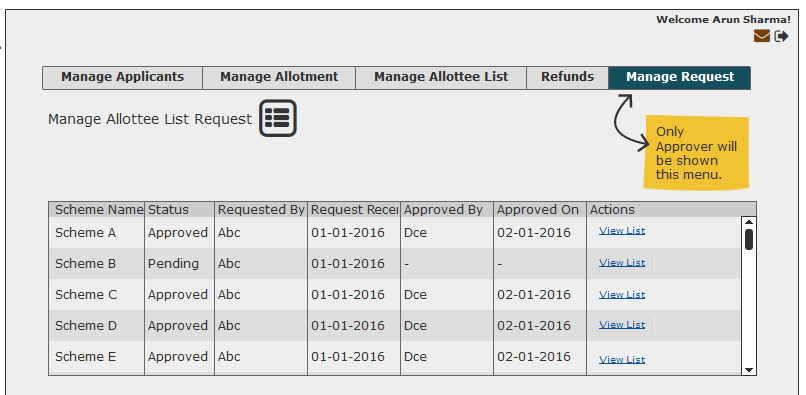 Welcome Arun Sharma!
Manage Applicants Manage Allotment Manage Allottee List Refunds Manage Request
Manage Allottee List Request
Only
Approver will
be shown
this menu.
Scheme Name Status Requested By Request Recei Approved By Approved On Actions
Scheme A Approved Abc 01-01-2016 Dce 02-01-2016 View List
Scheme B Pending Abc 01-01-2016 - - View List
Scheme C Approved Abc 01-01-2016 Dce 02-01-2016 View List
Scheme D Approved Abc 01-01-2016 Dce 02-01-2016 View List
Scheme E Approved Abc 01-01-2016 Dce 02-01-2016 View List